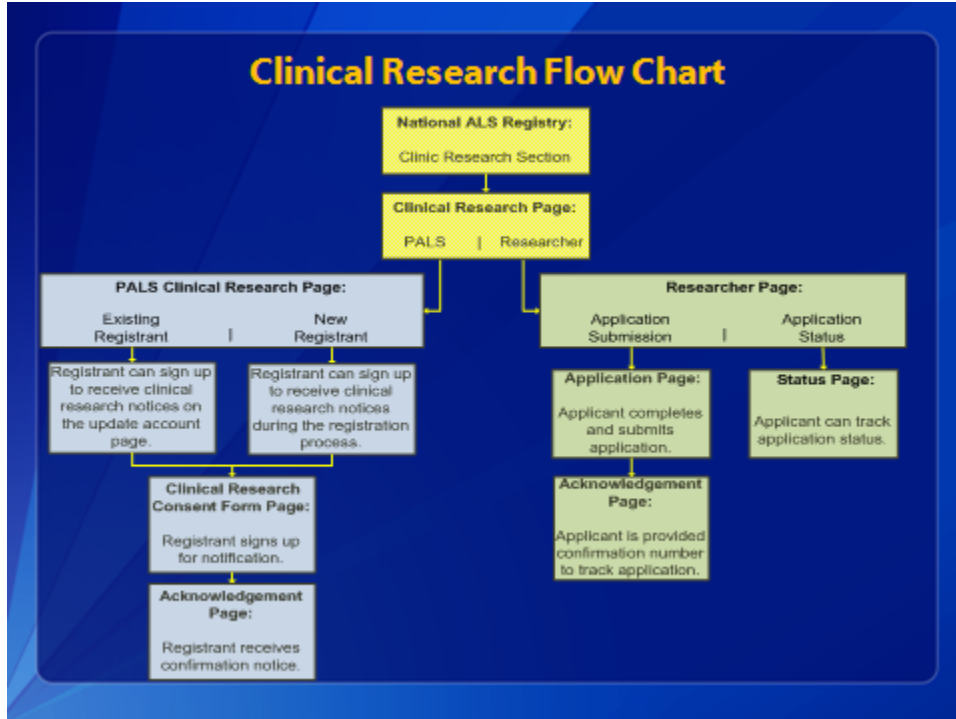 Clinical Research Flow Chart
National ALS Registry:
Clinic Research Section
Clinical Research Page:
PALS | Researcher
PALS Clinical Research Page:
Existing
Registrant
|
New
Registrant
Researcher Page:
Application
Submission
|
Application
Status
Registrant can sign up
to receive clinical
research notices on
the update account
page.
Registrant can sign up
to receive clinical
research notices
during the registration
process.
Application Page:
Applicant completes
and submits
application.
Status Page:
Applicant can track
application status.
Clinical Research
Consent Form Page:
Registrant signs up
for notification.
Acknowledgement
Page:
Applicant is provided
confirmation number
to track application.
Acknowledgement
Page:
Registrant receives
confirmation notice.